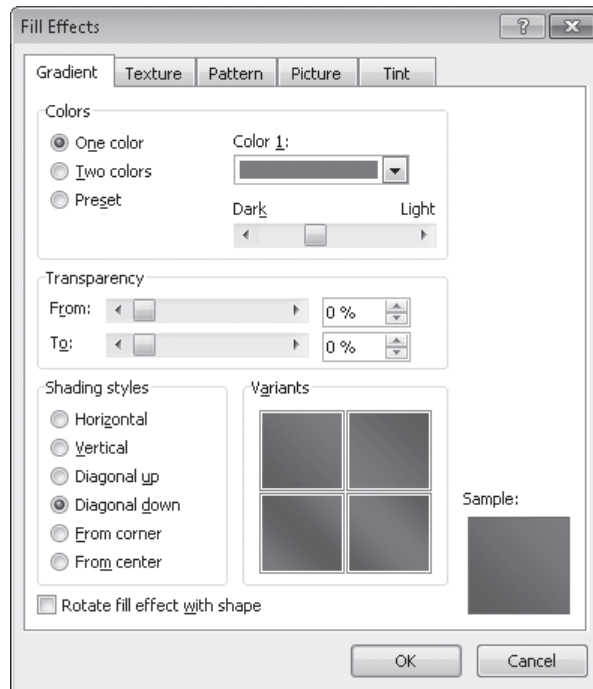 Fill Effects
Gradient Texture Pattern Picture Tint
Colors
One color
Two colors
Preset
Color 1:
Dark Light
Transparency
From: 0 %
To: 0 %
Shading styles
Horizontal
Vertical
Diagonal up
Diagonal down
From corner
From center
Variants
Sample:
Rotate fill effect with shape
OK Cancel